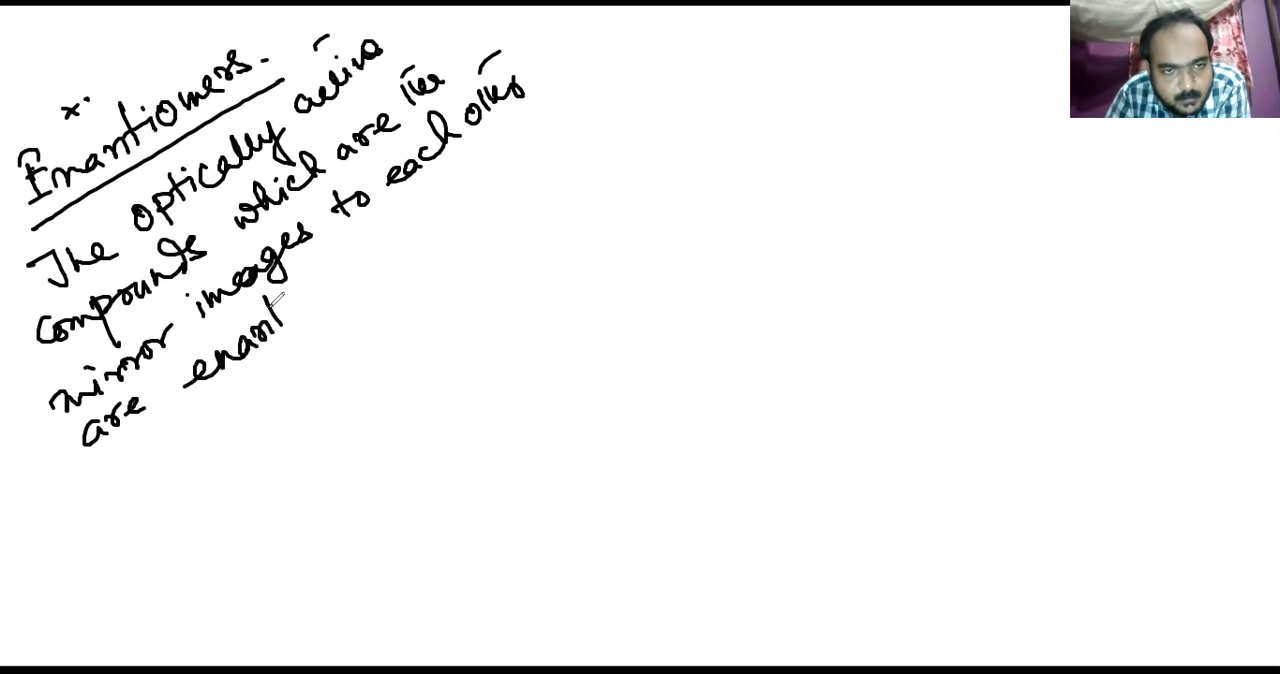 x.
Enantiomers.
The optically active
compounds which are the
mirror images to each other
are enant